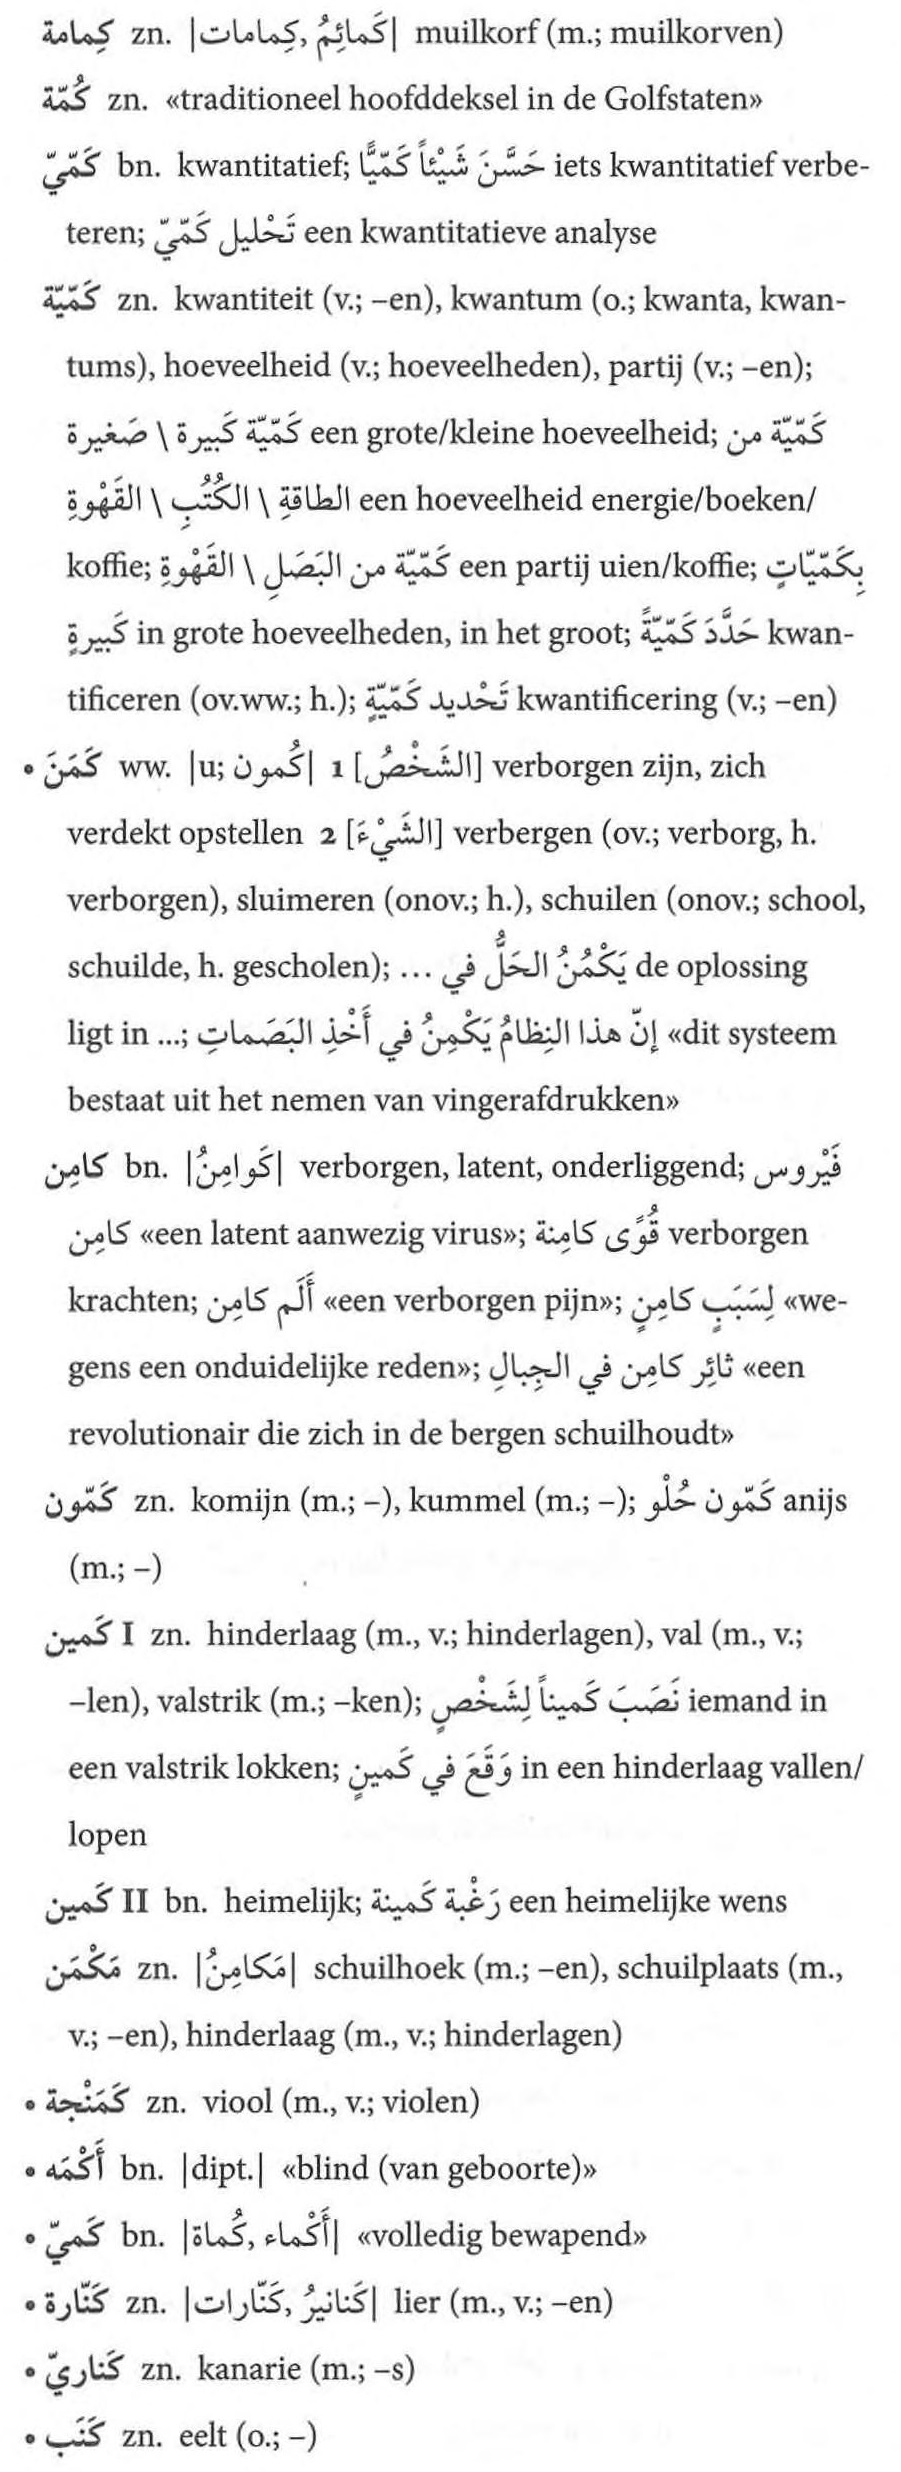 كِمامة zn. |كَمائِمُ, كِمامات| muilkorf (m.; muilkorven)
كُمّة zn. «traditioneel hoofddeksel in de Golfstaten»
كَمّيّ bn. kwantitatief; حَسَّنَ شَيْئاً كَمّيًّا iets kwantitatief verbe-
teren; تَحْليل كَمّيّ een kwantitatieve analyse
كَمّيّة zn. kwantiteit (v.; –en), kwantum (o.; kwanta, kwan-
tums), hoeveelheid (v.; hoeveelheden), partij (v.; –en);
كَمّيّة كَبيرة \ صَغيرة een grote/kleine hoeveelheid; كَمّيّة من
الطاقةِ \ الكُتُبِ \ القَهْوةِ een hoeveelheid energie/boeken/
koffie; كَمّيّة من البَصَلِ \ القَهْوةِ een partij uien/koffie; بِكَمّيّاتٍ
كَبيرةٍ in grote hoeveelheden, in het groot; حَدَّدَ كَمّيّةً kwan-
tificeren (ov.ww.; h.); تَحْديد كَمّيّةٍ kwantificering (v.; –en)
• كَمَنَ ww. |u; كُمون| 1 [الشَّخْصُ] verborgen zijn, zich
verdekt opstellen 2 [الشَّيْءَ] verbergen (ov.; verborg, h.
verborgen), sluimeren (onov.; h.), schuilen (onov.; school,
schuilde, h. gescholen); يَكْمُنُ الحَلُّ في … de oplossing
ligt in ...; إنّ هذا النِظامُ يَكْمِنُ في أَخْذِ البَصَماتِ «dit systeem
bestaat uit het nemen van vingerafdrukken»
كامِن bn. |كَوامِنُ| verborgen, latent, onderliggend; فَيْروس
كامِن «een latent aanwezig virus»; قُوًى كامِنة verborgen
krachten; أَلَم كامِن «een verborgen pijn»; لِسَبَبٍ كامِنٍ «we-
gens een onduidelijke reden»; ثائِر كامِن في الجِبالِ «een
revolutionair die zich in de bergen schuilhoudt»
كَمّون zn. komijn (m.; –), kummel (m.; –); كَمّون حُلْو anijs
(m.; –)
كَمين I zn. hinderlaag (m., v.; hinderlagen), val (m., v.;
–len), valstrik (m.; –ken); نَصَبَ كَميناً لِشَخْصٍ iemand in
een valstrik lokken; وَقَعَ في كَمينٍ in een hinderlaag vallen/
lopen
كَمين II bn. heimelijk; رَغْبة كَمينة een heimelijke wens
مَكْمَن zn. |مَكامِنُ| schuilhoek (m.; –en), schuilplaats (m.,
v.; –en), hinderlaag (m., v.; hinderlagen)
• كَمَنْجة zn. viool (m., v.; violen)
• أَكْمَه bn. |dipt.| «blind (van geboorte)»
• كَميّ bn. |أَكْماء, كُماة| «volledig bewapend»
• كَنّارة zn. |كَنانيرُ, كَنّارات| lier (m., v.; –en)
• كَناريّ zn. kanarie (m.; –s)
• كَنَب zn. eelt (o.; –)